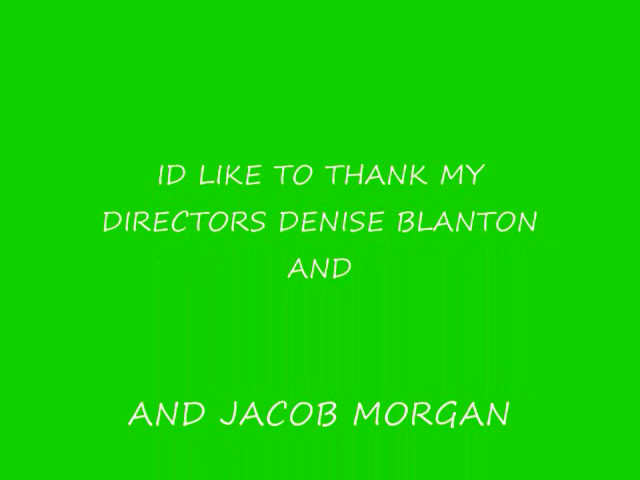 ID LIKE TO THANK MY
DIRECTORS DENISE BLANTON
AND
AND JACOB MORGAN